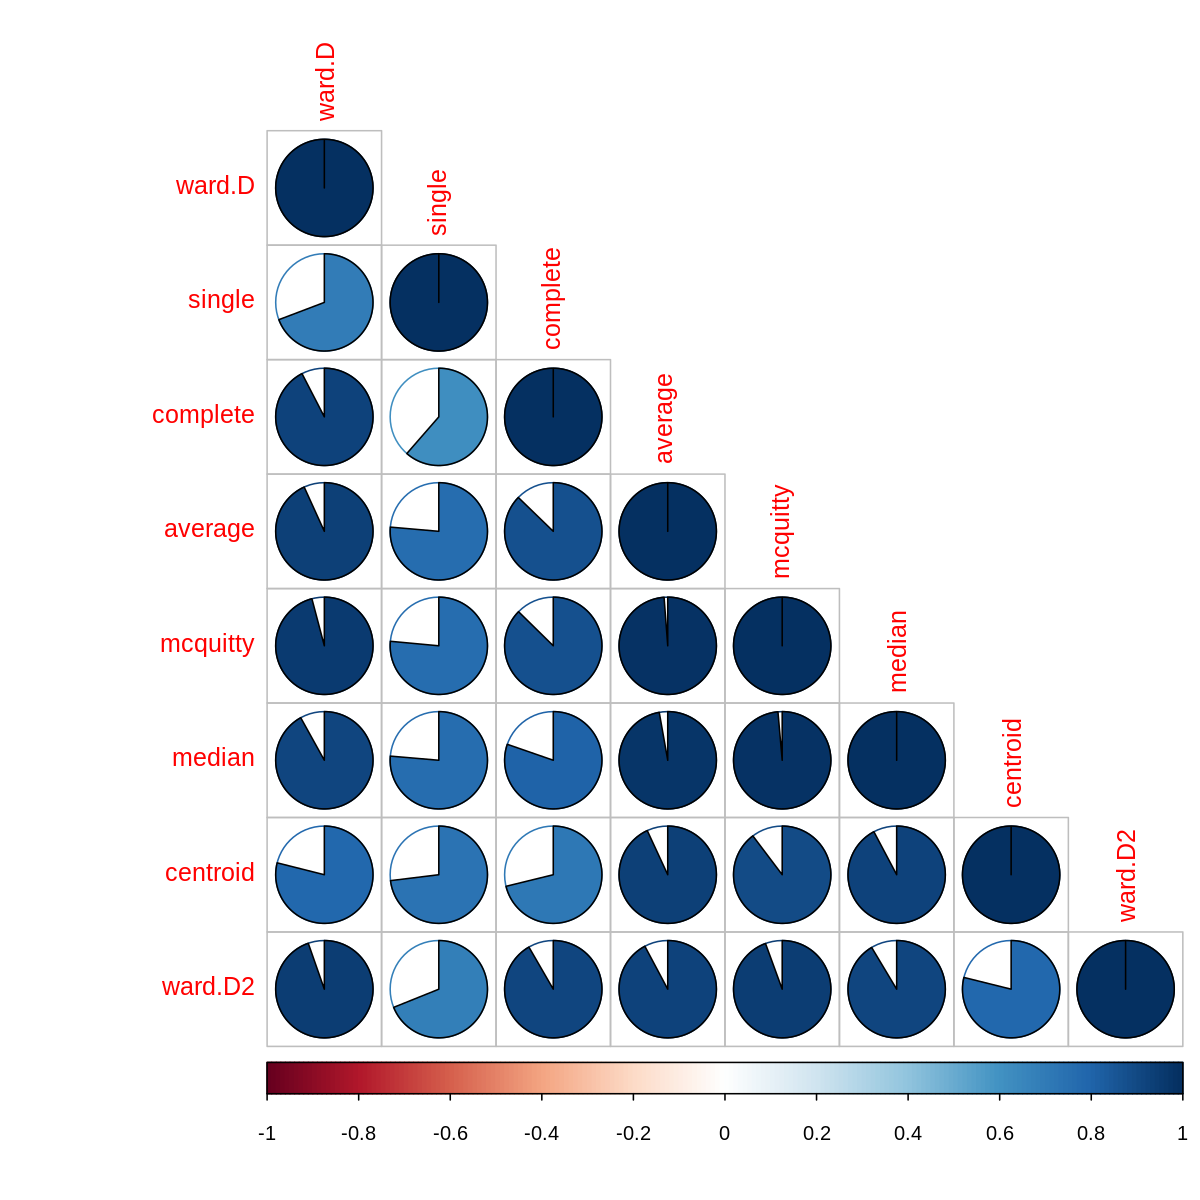 ward.D
single
complete
average
mcquitty
median
centroid
ward.D2
ward.D
single
complete
average
mcquitty
median
centroid
ward.D2
-1 -0.8 -0.6 -0.4 -0.2 0 0.2 0.4 0.6 0.8 1